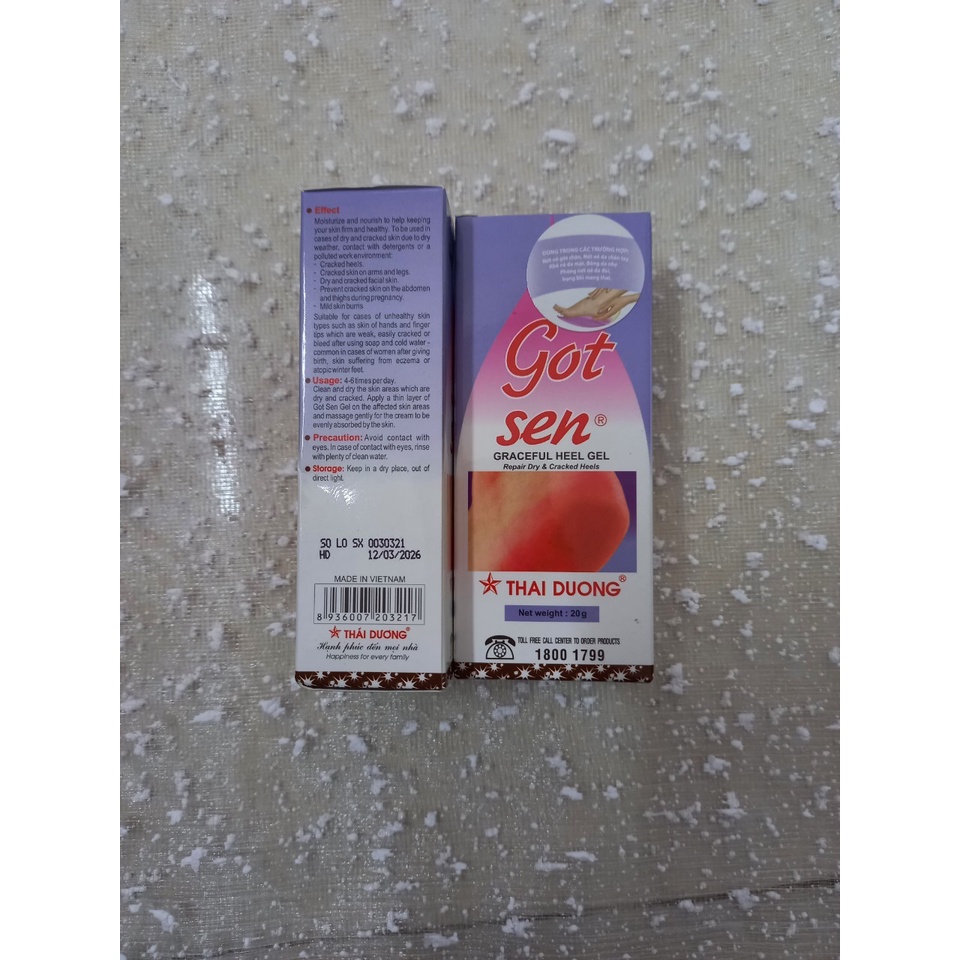 Effect
Moisturize and nourish to help keeping
your skin firm and healthy. To be used in
cases of dry and cracked skin due to dry
weather, contact with detergents or a
polluted work environment:
- Cracked heels.
- Cracked skin on arms and legs.
- Dry and cracked facial skin.
- Prevent cracked skin on the abdomen
and thighs during pregnancy.
- Mild skin burns
Suitable for cases of unhealthy skin
types such as skin of hands and finger
tips which are weak, easily cracked or
bleed after using soap and cold water -
common in cases of women after giving
birth, skin suffering from eczema or
atopic winter feet.
Usage: 4-6 times per day.
Clean and dry the skin areas which are
dry and cracked. Apply a thin layer of
Got Sen Gel on the affected skin areas
and massage gently for the cream to be
evenly absorbed by the skin.
Precaution: Avoid contact with
eyes. In case of contact with eyes, rinse
with plenty of clean water.
Storage: Keep in a dry place, out of
direct light.
SO LO SX 0030321
HD 12/03/2026
MADE IN VIETNAM
8 936007 203217
THÁI DƯƠNG®
Hạnh phúc đến mọi nhà
Happiness for every family
DÙNG TRONG CÁC TRƯỜNG HỢP:
Got
sen®
GRACEFUL HEEL GEL
Repair Dry & Cracked Heels
THAI DUONG®
Net weight : 20 g
TOLL FREE CALL CENTER TO ORDER PRODUCTS
1800 1799